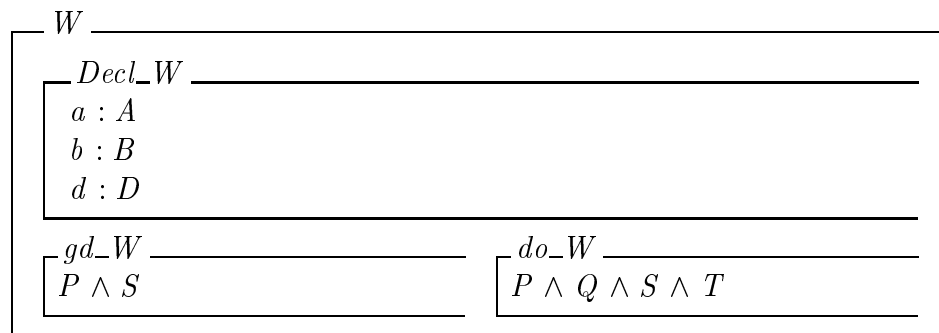 W
Decl_W
a : A
b : B
d : D
gd_W
P ∧ S
do_W
P ∧ Q ∧ S ∧ T